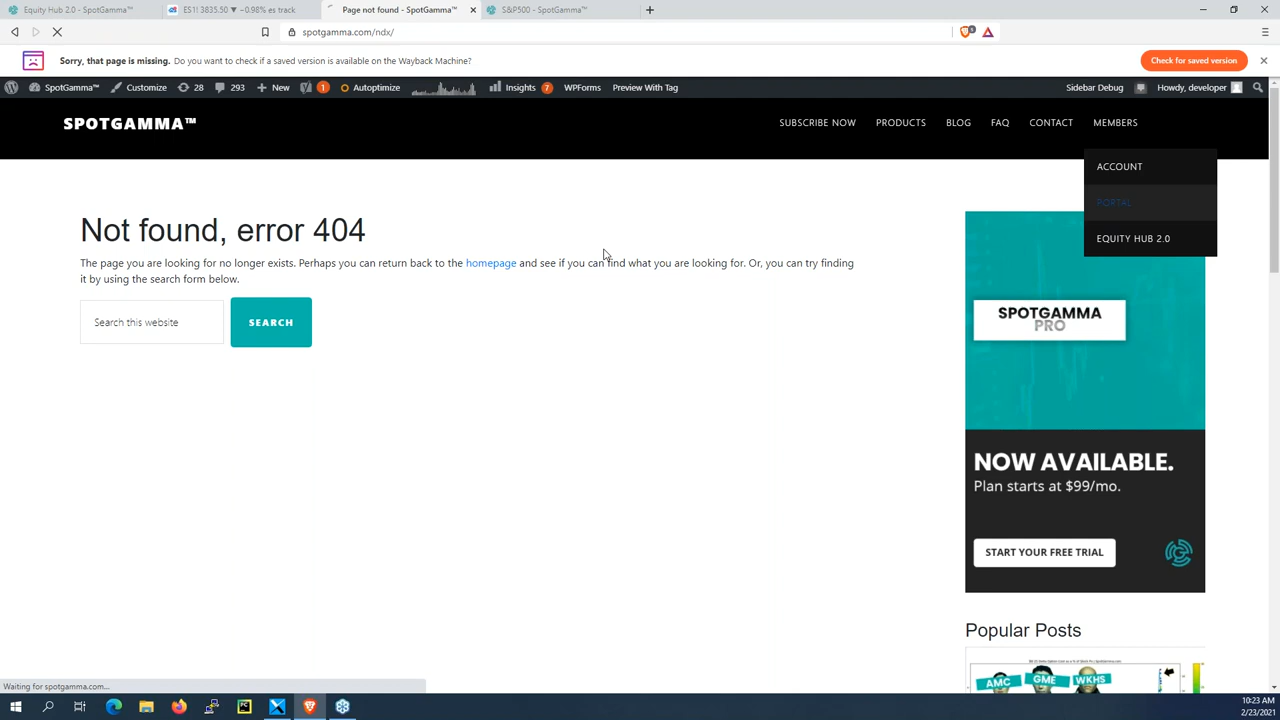 Equity Hub 2.0 - SpotGamma™
ES1! 3835.50 ▼ −0.98% es track
Page not found - SpotGamma™
S&P500 - SpotGamma™
spotgamma.com/ndx/
Sorry, that page is missing. Do you want to check if a saved version is available on the Wayback Machine?
Check for saved version
SpotGamma™ Customize 28 293 New 1 Autoptimize Insights 7 WPForms Preview With Tag Sidebar Debug Howdy, developer
SPOTGAMMA™
SUBSCRIBE NOW PRODUCTS BLOG FAQ CONTACT MEMBERS
ACCOUNT
PORTAL
EQUITY HUB 2.0
Not found, error 404
The page you are looking for no longer exists. Perhaps you can return back to the homepage and see if you can find what you are looking for. Or, you can try finding
it by using the search form below.
Search this website
SEARCH
SPOTGAMMA
PRO
NOW AVAILABLE.
Plan starts at $99/mo.
START YOUR FREE TRIAL
Popular Posts
AMC GME WKHS
Waiting for spotgamma.com...
10:23 AM
2/23/2021